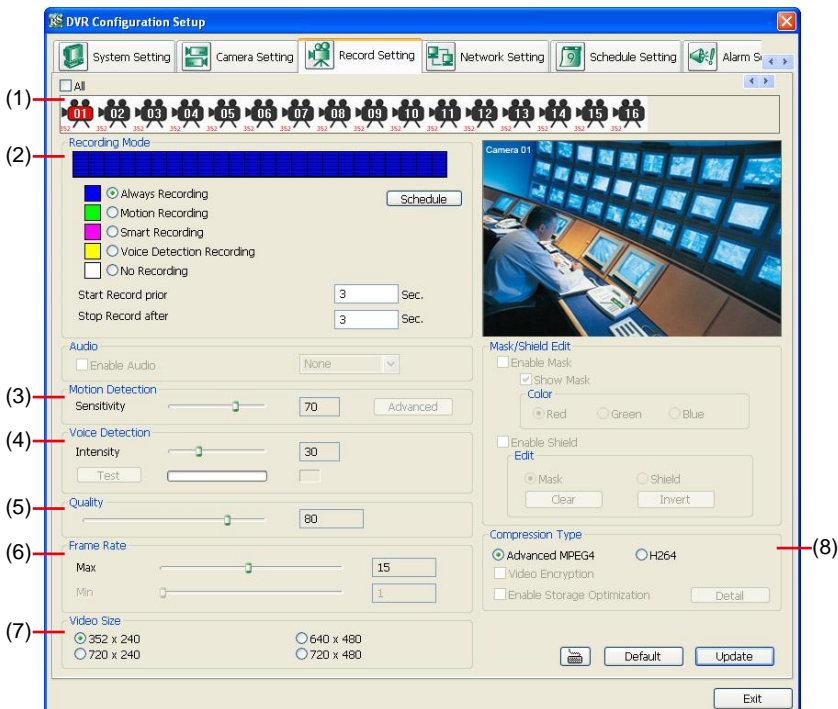 DVR Configuration Setup
System Setting
Camera Setting
Record Setting
Network Setting
Schedule Setting
Alarm S
All
(1)
01 02 03 04 05 06 07 08 09 10 11 12 13 14 15 16
352 352 352 352 352 352 352 352 352 352 352 352 352 352 352 352
(2)
Recording Mode
Always Recording
Schedule
Motion Recording
Smart Recording
Voice Detection Recording
No Recording
Start Record prior 3 Sec.
Stop Record after 3 Sec.
Camera 01
Audio
Enable Audio None
(3)
Motion Detection
Sensitivity 70 Advanced
(4)
Voice Detection
Intensity 30
Test
(5)
Quality
80
(6)
Frame Rate
Max 15
Min 1
(7)
Video Size
352 x 240
640 x 480
720 x 240
720 x 480
Mask/Shield Edit
Enable Mask
Show Mask
Color
Red Green Blue
Enable Shield
Edit
Mask Shield
Clear Invert
(8)
Compression Type
Advanced MPEG4 H264
Video Encryption
Enable Storage Optimization Detail
Default Update
Exit